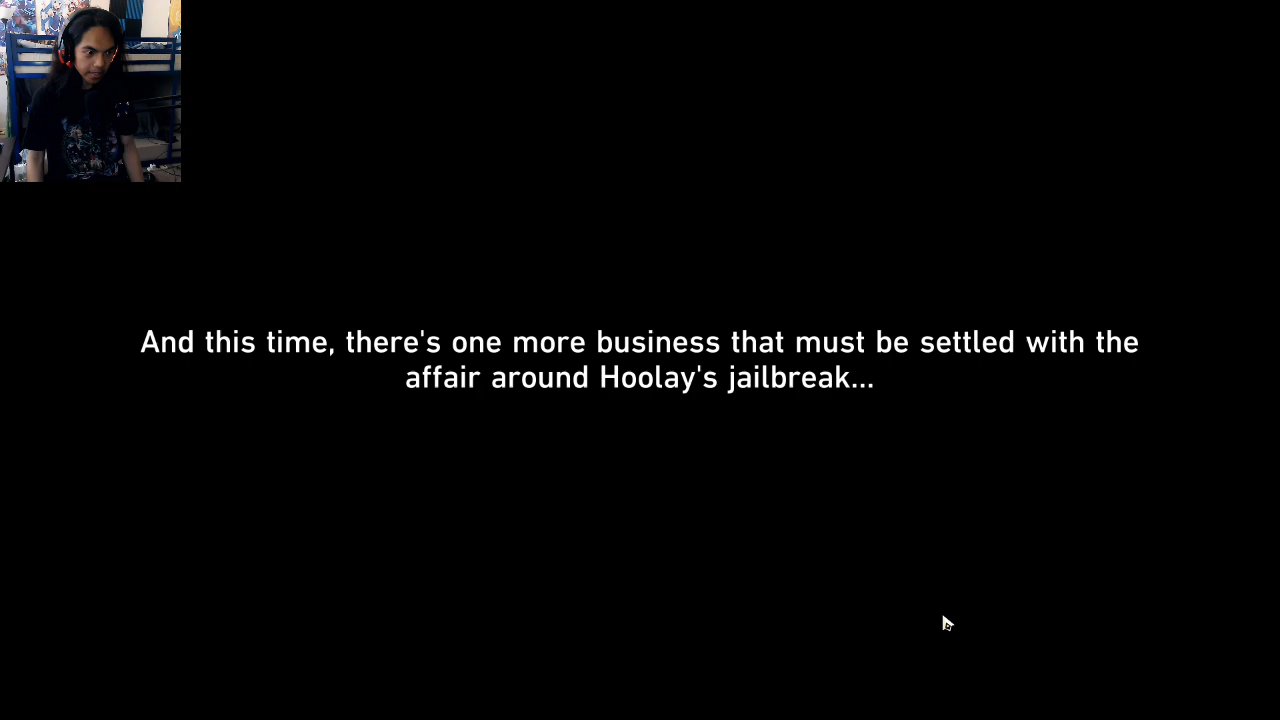 And this time, there's one more business that must be settled with the
affair around Hoolay's jailbreak...